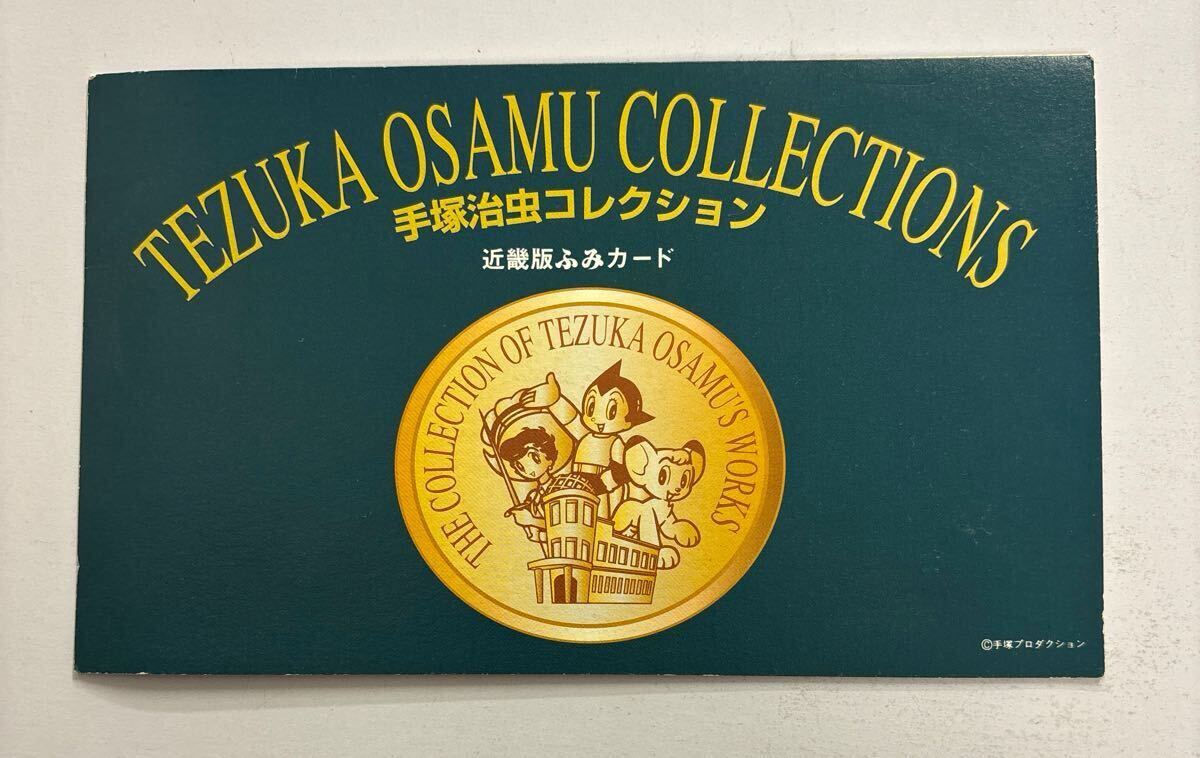 TEZUKA OSAMU COLLECTIONS
手塚治虫コレクション
近畿版ふみカード
THE COLLECTION OF TEZUKA OSAMU'S WORKS
©手塚プロダクション